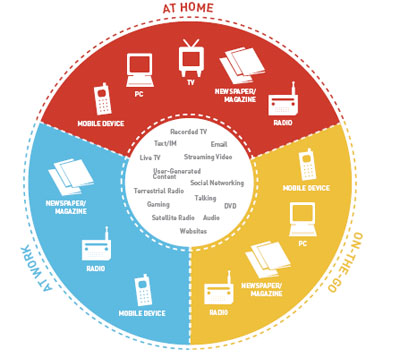 AT HOME
TV
PC
NEWSPAPER/
MAGAZINE
MOBILE DEVICE
RADIO
Recorded TV
Text/IM
Email
Live TV
Streaming Video
User-Generated
Content
Social Networking
Terrestrial Radio
Talking
Gaming
DVD
Satellite Radio
Audio
Websites
AT WORK
NEWSPAPER/
MAGAZINE
RADIO
MOBILE DEVICE
ON-THE-GO
MOBILE DEVICE
PC
NEWSPAPER/
MAGAZINE
RADIO